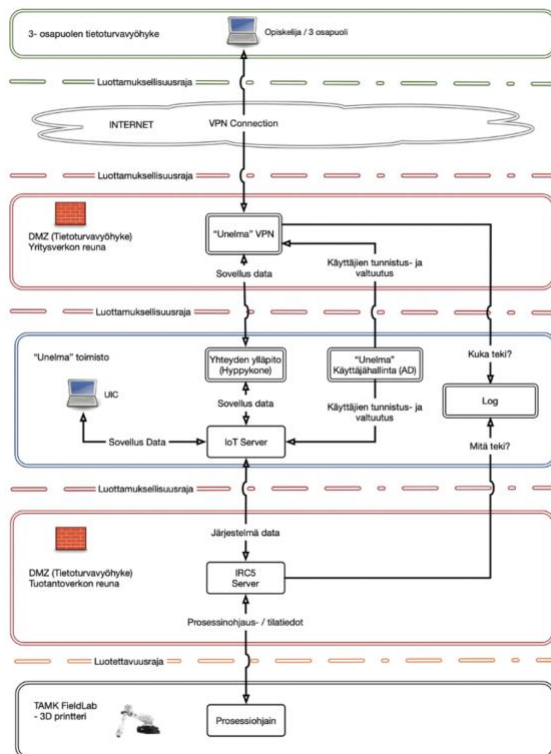 3- osapuolen tietoturvavyöhyke
Opiskelija / 3 osapuoli
Luottamuksellisuusraja
INTERNET
VPN Connection
Luottamuksellisuusraja
DMZ (Tietoturvavyöhyke)
Yritysverkon reuna
"Unelma" VPN
Sovellus data
Käyttäjien tunnistus- ja
valtuutus
Luottamuksellisuusraja
"Unelma" toimisto
Yhteyden ylläpito
(Hyppykone)
"Unelma"
Käyttäjähallinta (AD)
Kuka teki?
UIC
Log
Sovellus data
Käyttäjien tunnistus- ja
valtuutus
Sovellus Data
IoT Server
Mitä teki?
Luottamuksellisuusraja
Järjestelmä data
DMZ (Tietoturvavyöhyke)
Tuotantoverkon reuna
IRC5
Server
Prosessinohjaus- / tilatiedot
Luotettavuusraja
TAMK FieldLab
- 3D printteri
Prosessiohjain